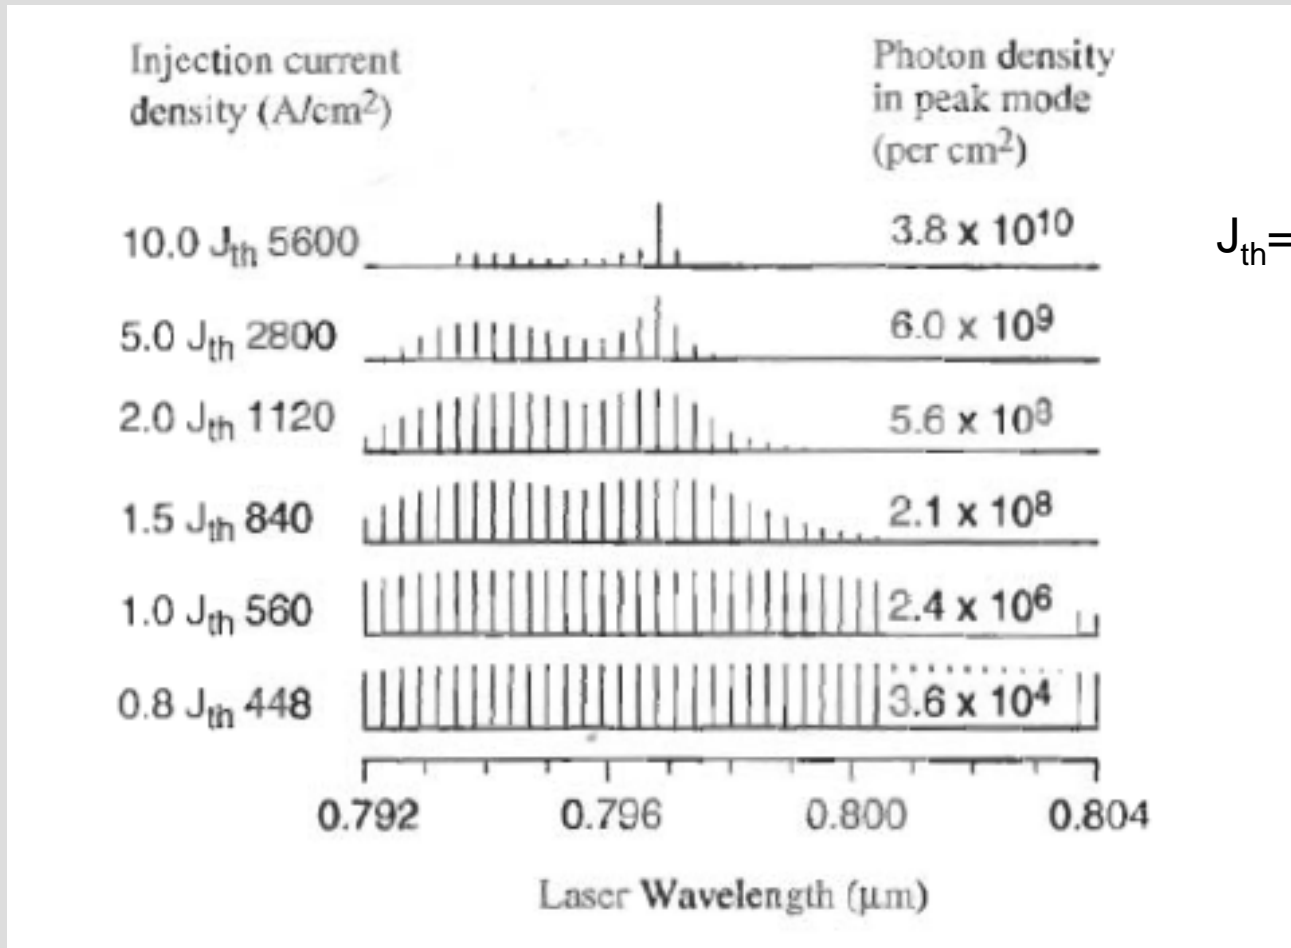 Injection current
density (A/cm²)
Photon density
in peak mode
(per cm²)
10.0 Jth 5600
3.8 x 10¹⁰
Jth=
5.0 Jth 2800
6.0 x 10⁹
2.0 Jth 1120
5.6 x 10⁸
1.5 Jth 840
2.1 x 10⁸
1.0 Jth 560
2.4 x 10⁶
0.8 Jth 448
3.6 x 10⁴
0.792 0.796 0.800 0.804
Laser Wavelength (μm)